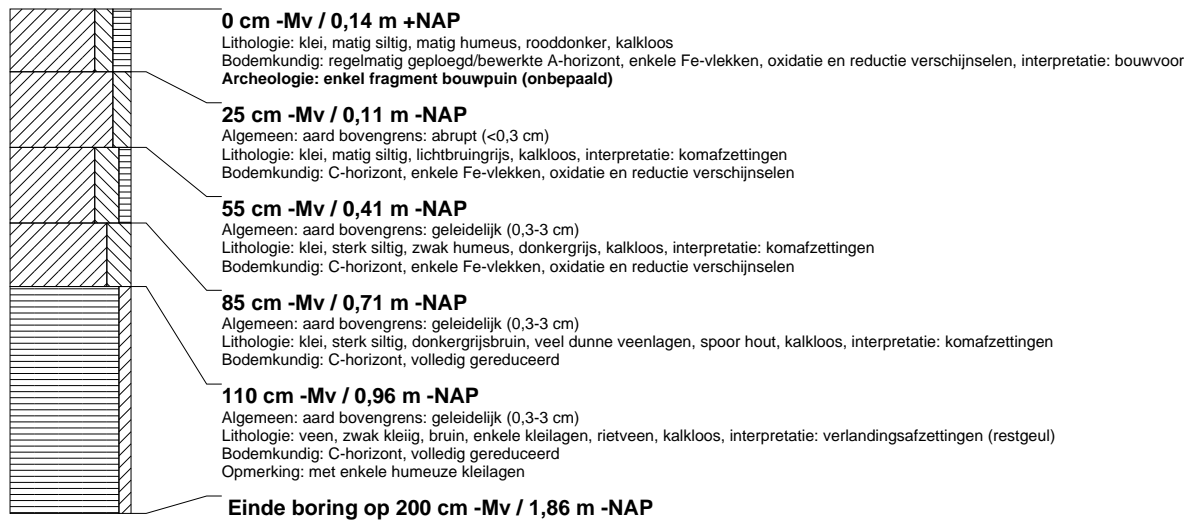 0 cm -Mv / 0,14 m +NAP
Lithologie: klei, matig siltig, matig humeus, rooddonker, kalkloos
Bodemkundig: regelmatig geploegd/bewerkte A-horizont, enkele Fe-vlekken, oxidatie en reductie verschijnselen, interpretatie: bouwvoor
Archeologie: enkel fragment bouwpuin (onbepaald)
25 cm -Mv / 0,11 m -NAP
Algemeen: aard bovengrens: abrupt (<0,3 cm)
Lithologie: klei, matig siltig, lichtbruingrijs, kalkloos, interpretatie: komafzettingen
Bodemkundig: C-horizont, enkele Fe-vlekken, oxidatie en reductie verschijnselen
55 cm -Mv / 0,41 m -NAP
Algemeen: aard bovengrens: geleidelijk (0,3-3 cm)
Lithologie: klei, sterk siltig, zwak humeus, donkergrijs, kalkloos, interpretatie: komafzettingen
Bodemkundig: C-horizont, enkele Fe-vlekken, oxidatie en reductie verschijnselen
85 cm -Mv / 0,71 m -NAP
Algemeen: aard bovengrens: geleidelijk (0,3-3 cm)
Lithologie: klei, sterk siltig, donkergrijsbruin, veel dunne veenlagen, spoor hout, kalkloos, interpretatie: komafzettingen
Bodemkundig: C-horizont, volledig gereduceerd
110 cm -Mv / 0,96 m -NAP
Algemeen: aard bovengrens: geleidelijk (0,3-3 cm)
Lithologie: veen, zwak kleiig, bruin, enkele kleilagen, rietveen, kalkloos, interpretatie: verlandingsafzettingen (restgeul)
Bodemkundig: C-horizont, volledig gereduceerd
Opmerking: met enkele humeuze kleilagen
Einde boring op 200 cm -Mv / 1,86 m -NAP